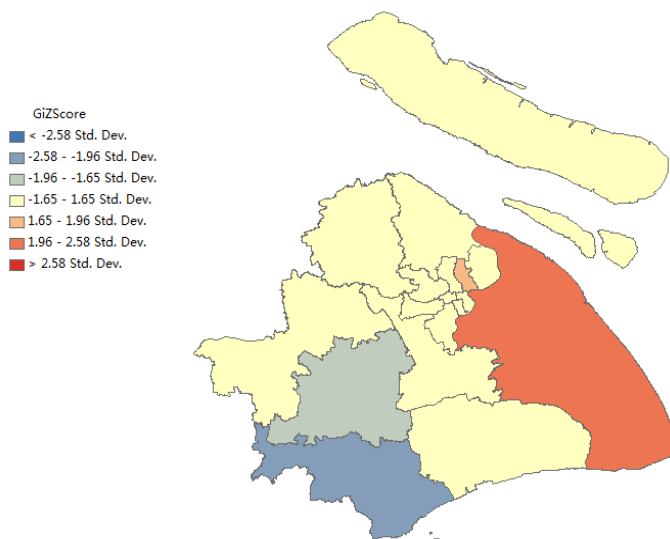 GiZScore
< -2.58 Std. Dev.
-2.58 - -1.96 Std. Dev.
-1.96 - -1.65 Std. Dev.
-1.65 - 1.65 Std. Dev.
1.65 - 1.96 Std. Dev.
1.96 - 2.58 Std. Dev.
> 2.58 Std. Dev.